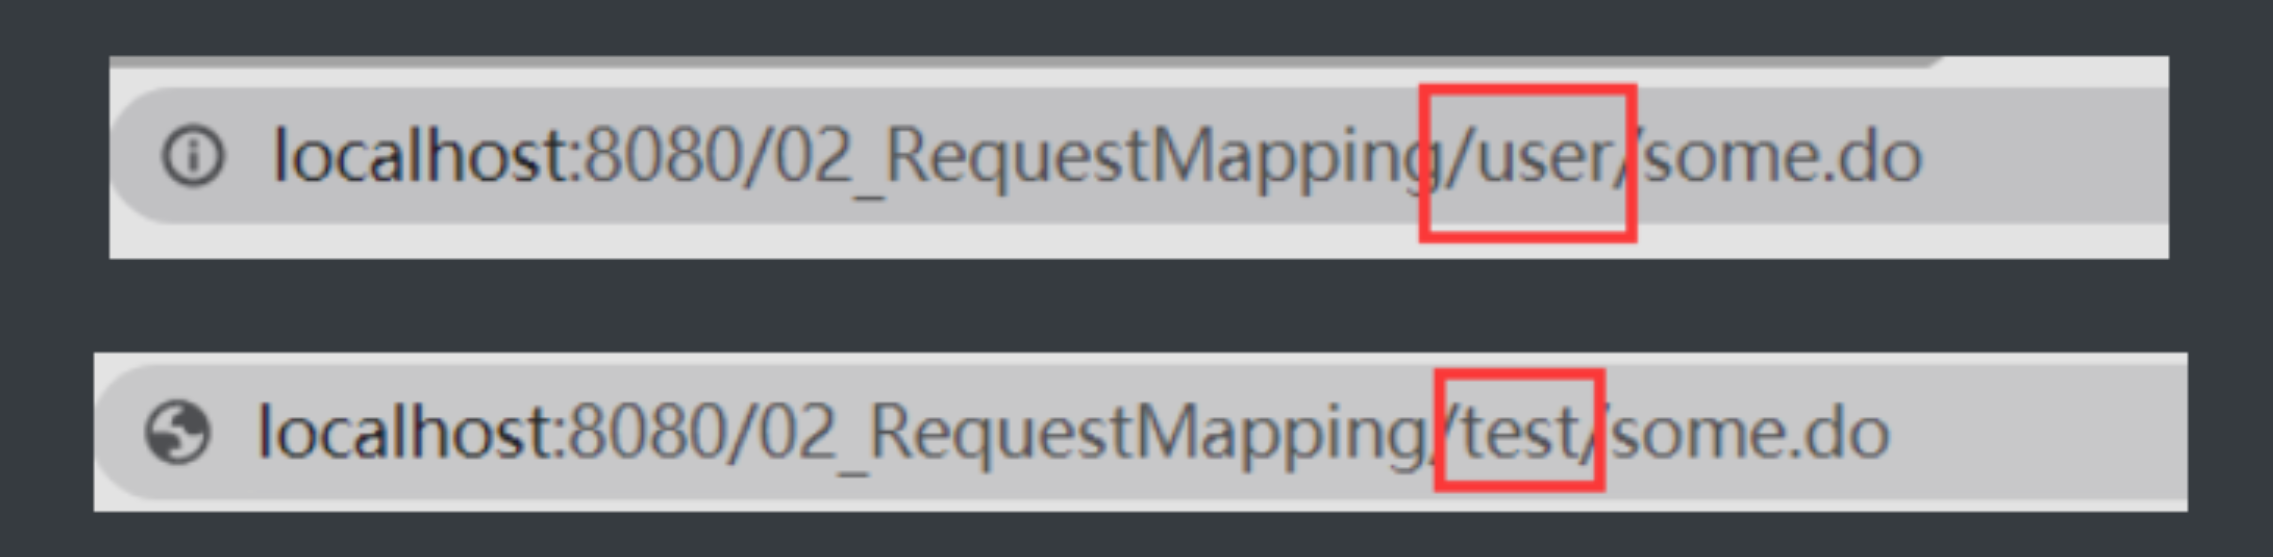 localhost:8080/02_RequestMapping/user/some.do
localhost:8080/02_RequestMapping/test/some.do